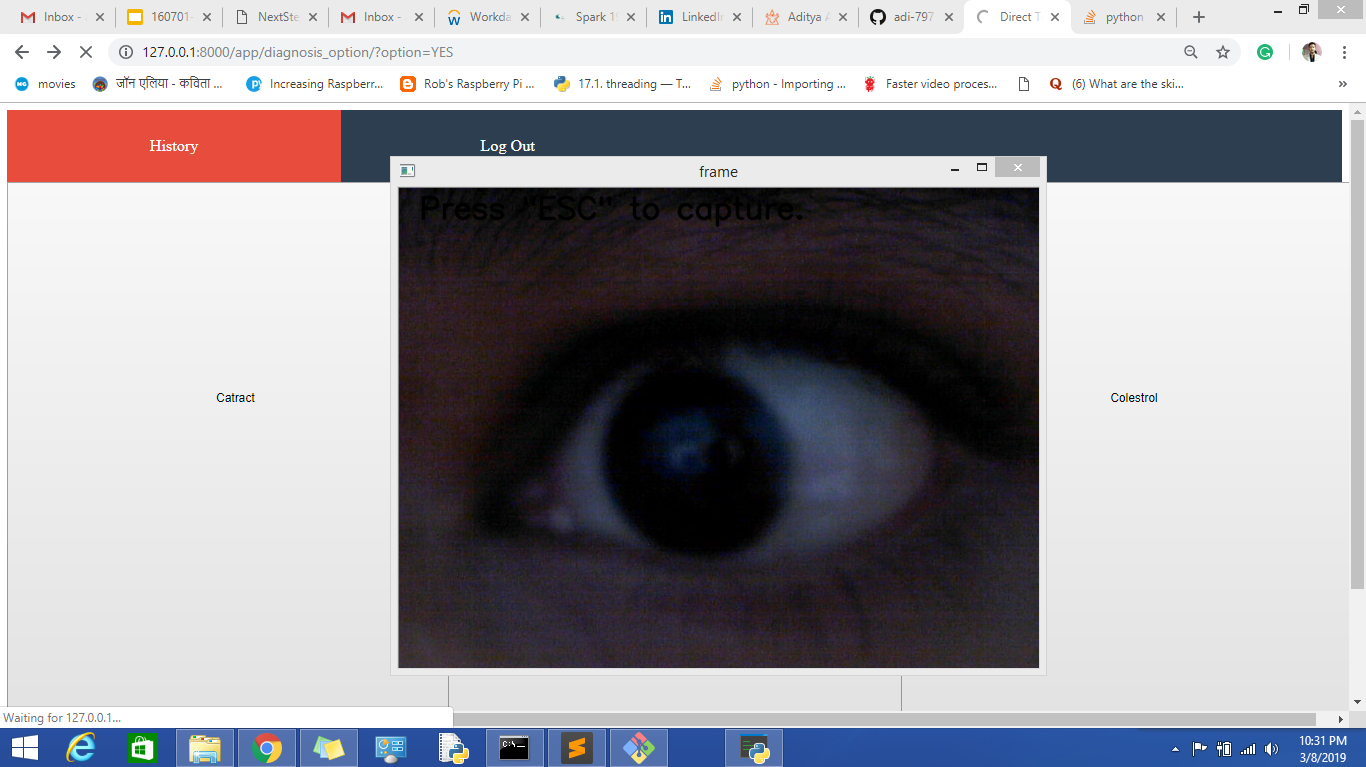 Inbox -
160701-
NextSte
Inbox -
Workda
Spark 1
LinkedI
Aditya A
adi-797
Direct T
python
127.0.0.1:8000/app/diagnosis_option/?option=YES
movies
जॉन एलिया - कविता ...
Increasing Raspberr...
Rob's Raspberry Pi ...
17.1. threading — T...
python - Importing ...
Faster video proces...
(6) What are the ski...
History
Log Out
frame
Press "ESC" to capture.
Catract
Colestrol
Waiting for 127.0.0.1...
10:31 PM
3/8/2019